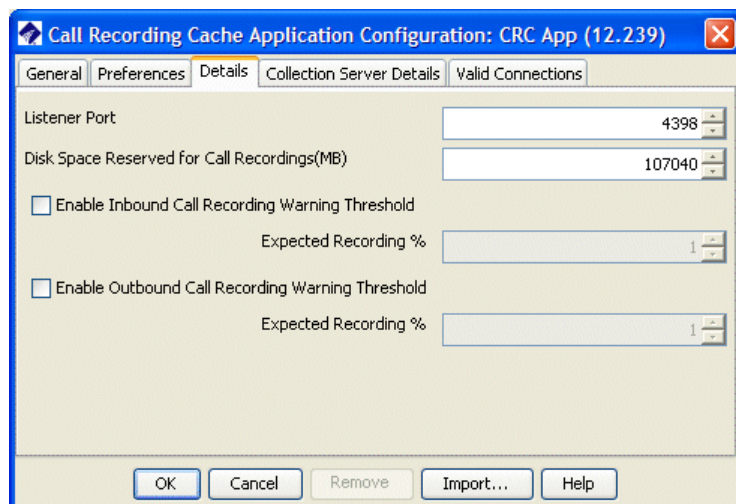 Call Recording Cache Application Configuration: CRC App (12.239)
General Preferences Details Collection Server Details Valid Connections
Listener Port 4398
Disk Space Reserved for Call Recordings(MB) 107040
Enable Inbound Call Recording Warning Threshold
Expected Recording % 1
Enable Outbound Call Recording Warning Threshold
Expected Recording % 1
OK Cancel Remove Import... Help